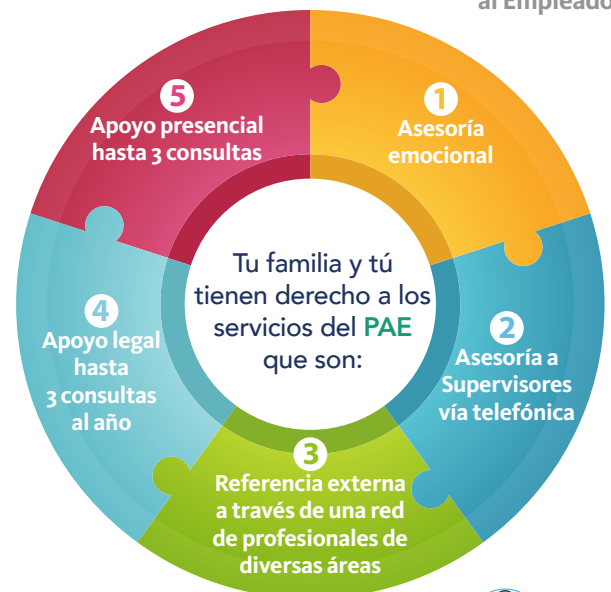 al Empleado
1
Asesoría
emocional
2
Asesoría a
Supervisores
vía telefónica
3
Referencia externa
a través de una red
de profesionales de
diversas áreas
4
Apoyo legal
hasta
3 consultas
al año
5
Apoyo presencial
hasta 3 consultas
Tu familia y tú
tienen derecho a los
servicios del PAE
que son: